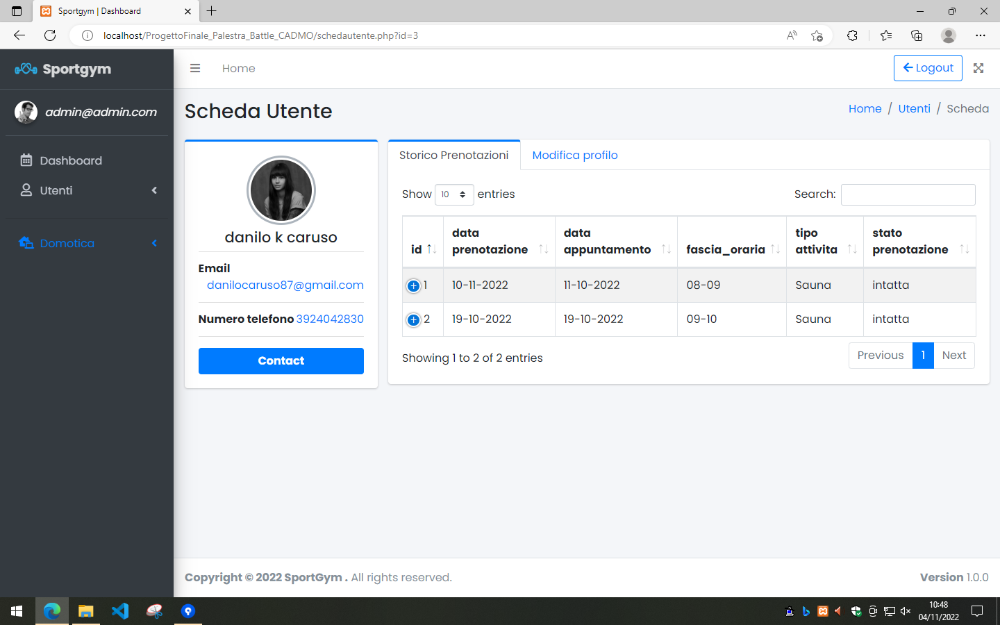 Sportgym | Dashboard
localhost/ProgettoFinale_Palestra_Battle_CADMO/schedautente.php?id=3
Sportgym
Home
Logout
admin@admin.com
Scheda Utente
Home / Utenti / Scheda
Dashboard
Utenti
Domotica
danilo k caruso
Email
danilocaruso87@gmail.com
Numero telefono 3924042830
Contact
Storico Prenotazioni
Modifica profilo
Show 10 entries
Search:
id
data prenotazione
data appuntamento
fascia_oraria
tipo attivita
stato prenotazione
1 10-11-2022 11-10-2022 08-09 Sauna intatta
2 19-10-2022 19-10-2022 09-10 Sauna intatta
Showing 1 to 2 of 2 entries
Previous 1 Next
Copyright © 2022 SportGym . All rights reserved.
Version 1.0.0
10:48
04/11/2022